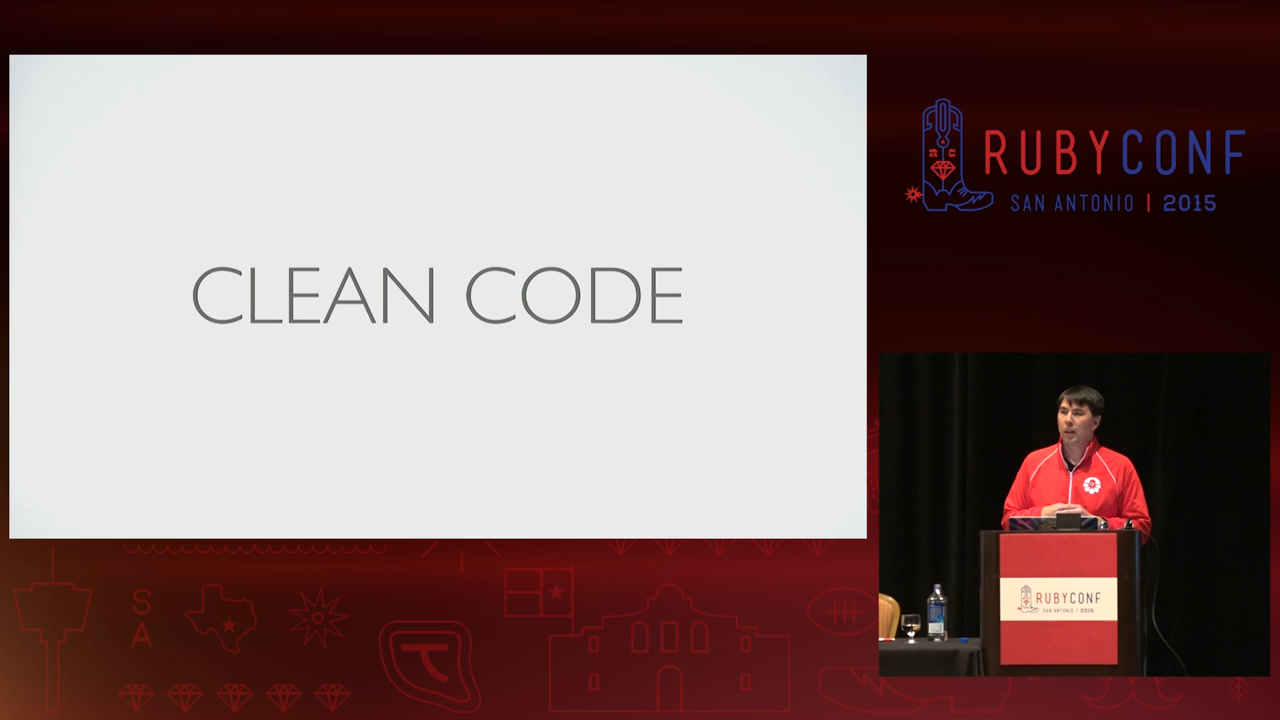 CLEAN CODE
RUBYCONF
SAN ANTONIO | 2015
S
A
RUBYCONF
SAN ANTONIO | 2015